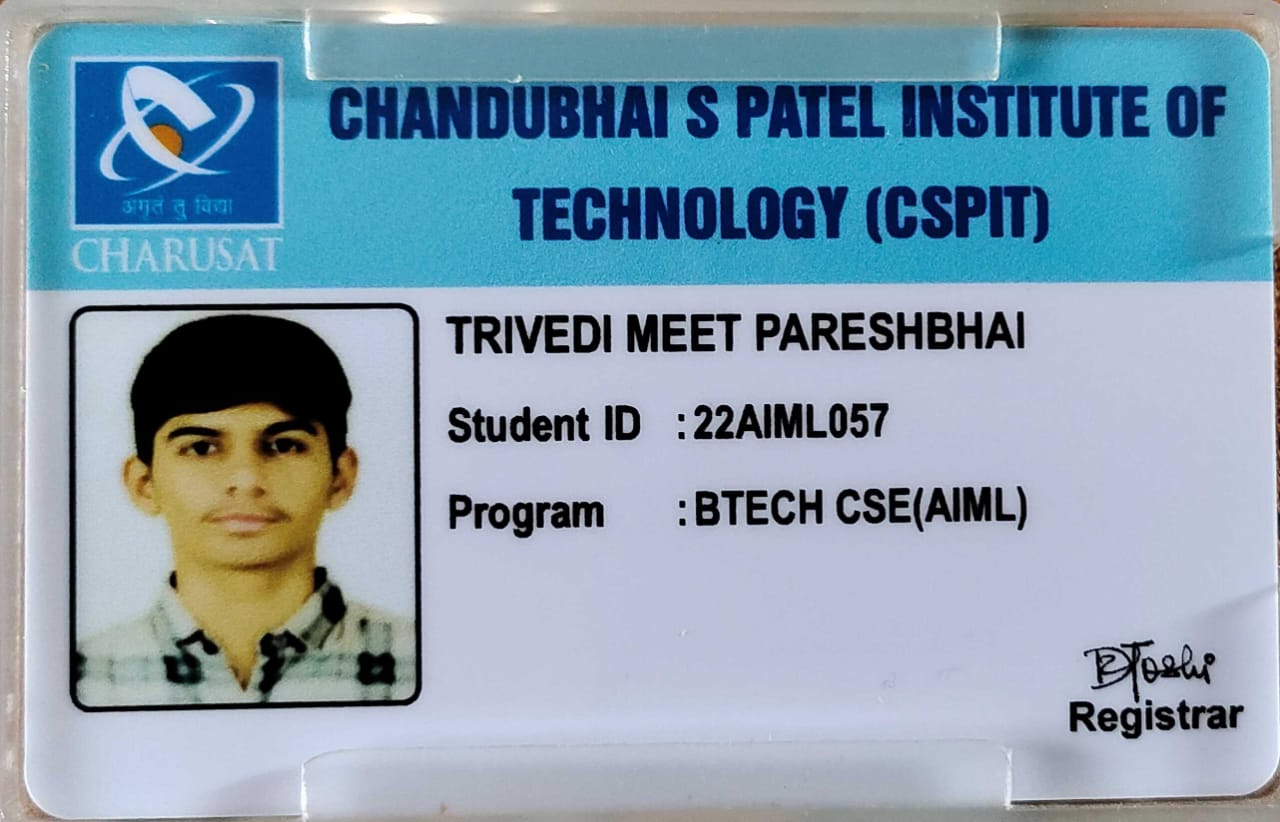 CHANDUBHAI S PATEL INSTITUTE OF
TECHNOLOGY (CSPIT)
अमृतं तु विद्या
CHARUSAT
TRIVEDI MEET PARESHBHAI
Student ID : 22AIML057
Program : BTECH CSE(AIML)
DJoshi
Registrar